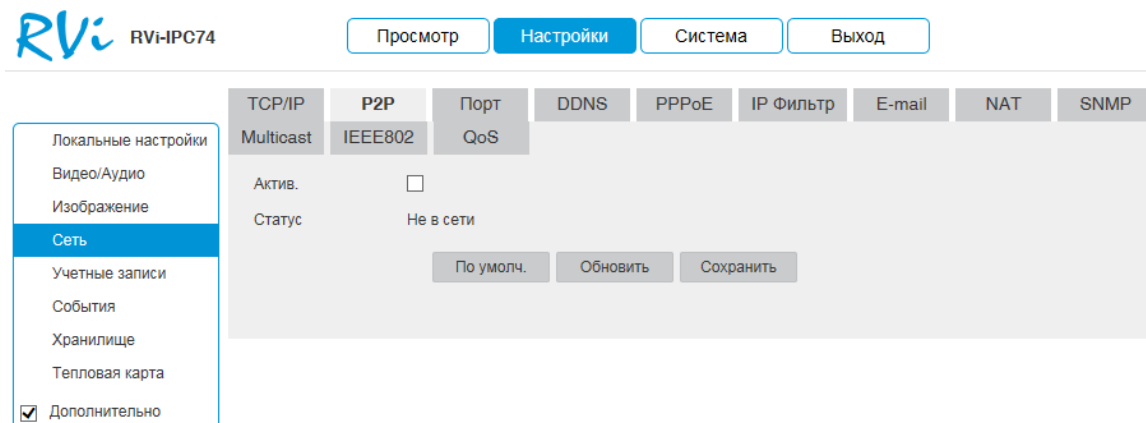 RVi RVi-IPC74 Просмотр Настройки Система Выход
TCP/IP P2P Порт DDNS PPPoE IP Фильтр E-mail NAT SNMP
Multicast IEEE802 QoS
Локальные настройки
Видео/Аудио
Изображение
Сеть
Учетные записи
События
Хранилище
Тепловая карта
Дополнительно
Актив.
Статус Не в сети
По умолч. Обновить Сохранить